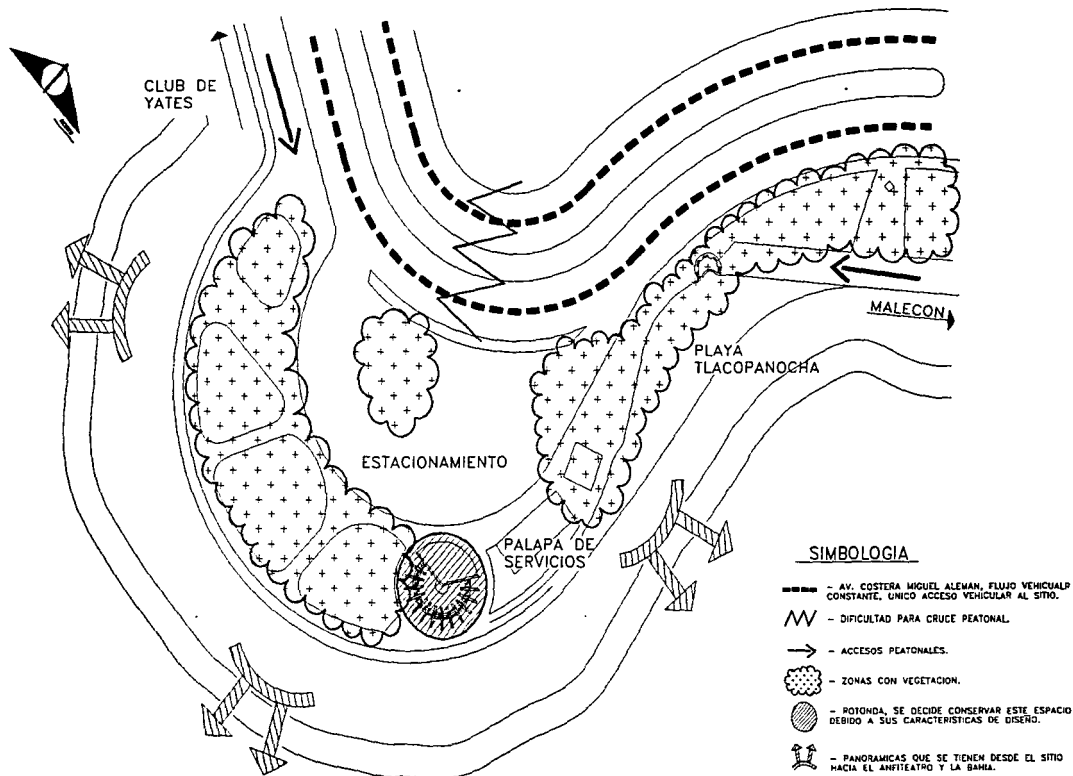 CLUB DE
YATES
MALECON
PLAYA
TLACOPANOCHA
ESTACIONAMIENTO
PALAPA DE
SERVICIOS
SIMBOLOGIA
- AV. COSTERA MIGUEL ALEMAN, FLUJO VEHICUALP
CONSTANTE, UNICO ACCESO VEHICULAR AL SITIO.
- DIFICULTAD PARA CRUCE PEATONAL.
- ACCESOS PEATONALES.
- ZONAS CON VEGETACION.
- ROTONDA, SE DECIDE CONSERVAR ESTE ESPACIO
DEBIDO A SUS CARACTERISTICAS DE DISEÑO.
- PANORAMICAS QUE SE TIENEN DESDE EL SITIO
HACIA EL ANFITEATRO Y LA BAHIA.